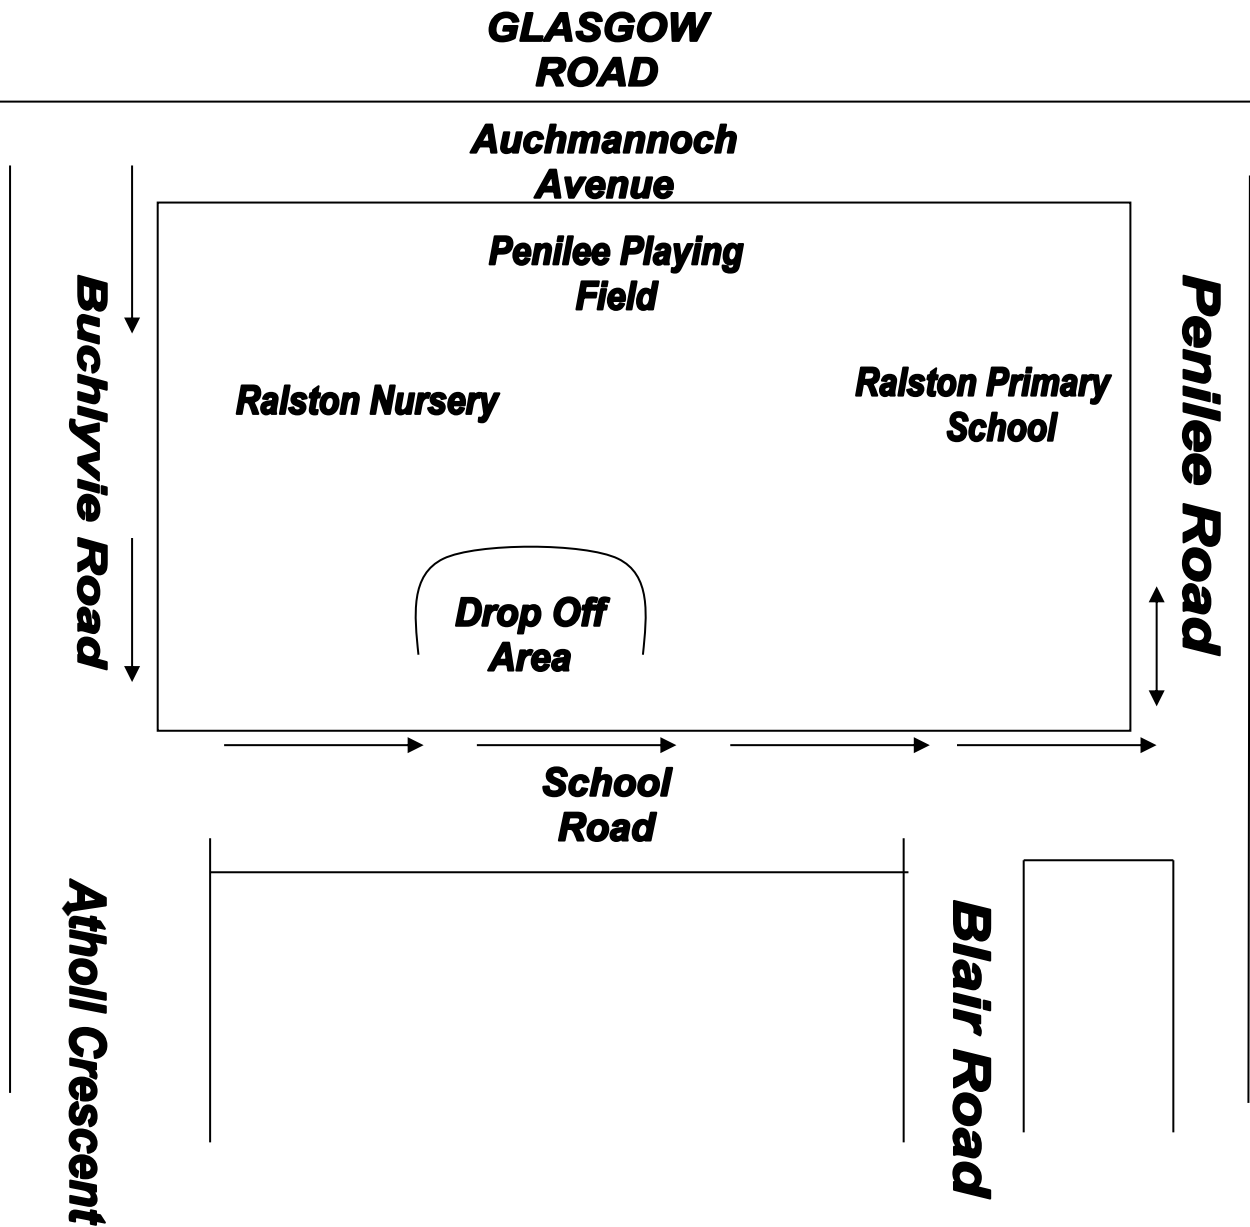 GLASGOW
ROAD
Auchmannoch
Avenue
Penilee Playing
Field
Buchlyvie Road
Penilee Road
Ralston Nursery
Ralston Primary
School
Drop Off
Area
School
Road
Atholl Crescent
Blair Road